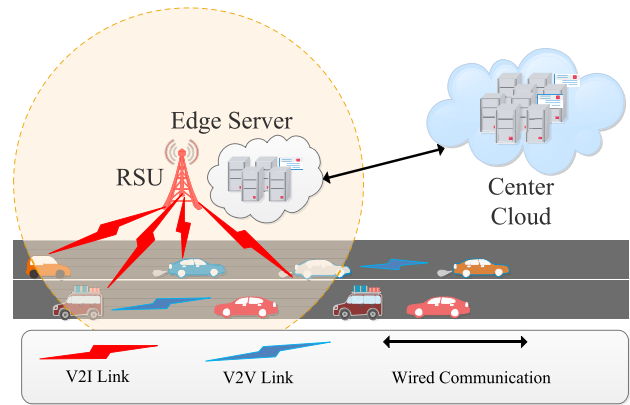 Edge Server
RSU
Center
Cloud
V2I Link
V2V Link
Wired Communication